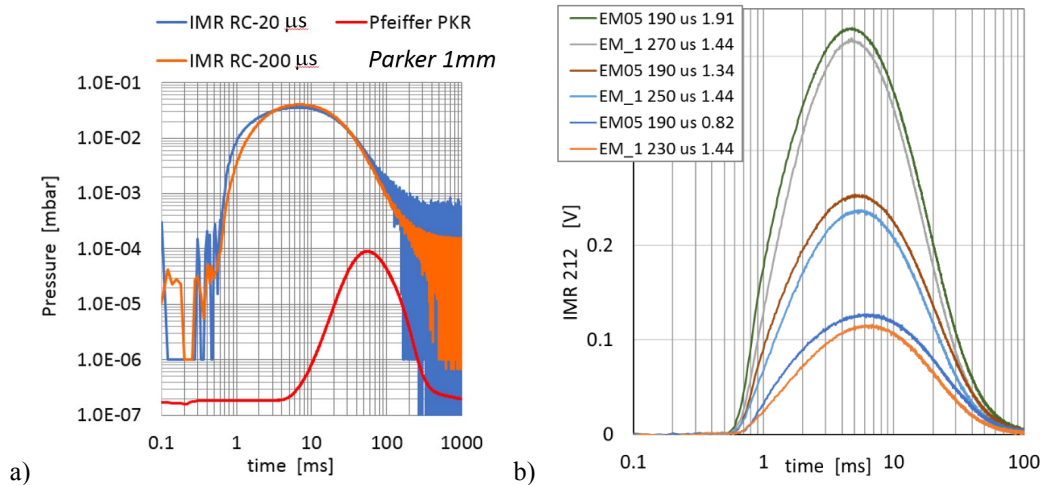 IMR RC-20 μs Pfeiffer PKR
IMR RC-200 μs Parker 1mm
1.0E-01
1.0E-02
1.0E-03
1.0E-04
1.0E-05
1.0E-06
1.0E-07
Pressure [mbar]
0.1 1 10 100 1000
time [ms]
a)
EM05 190 us 1.91
EM_1 270 us 1.44
EM05 190 us 1.34
EM_1 250 us 1.44
EM05 190 us 0.82
EM_1 230 us 1.44
IMR 212 [V]
0.2
0.1
0
0.1 1 10 100
time [ms]
b)